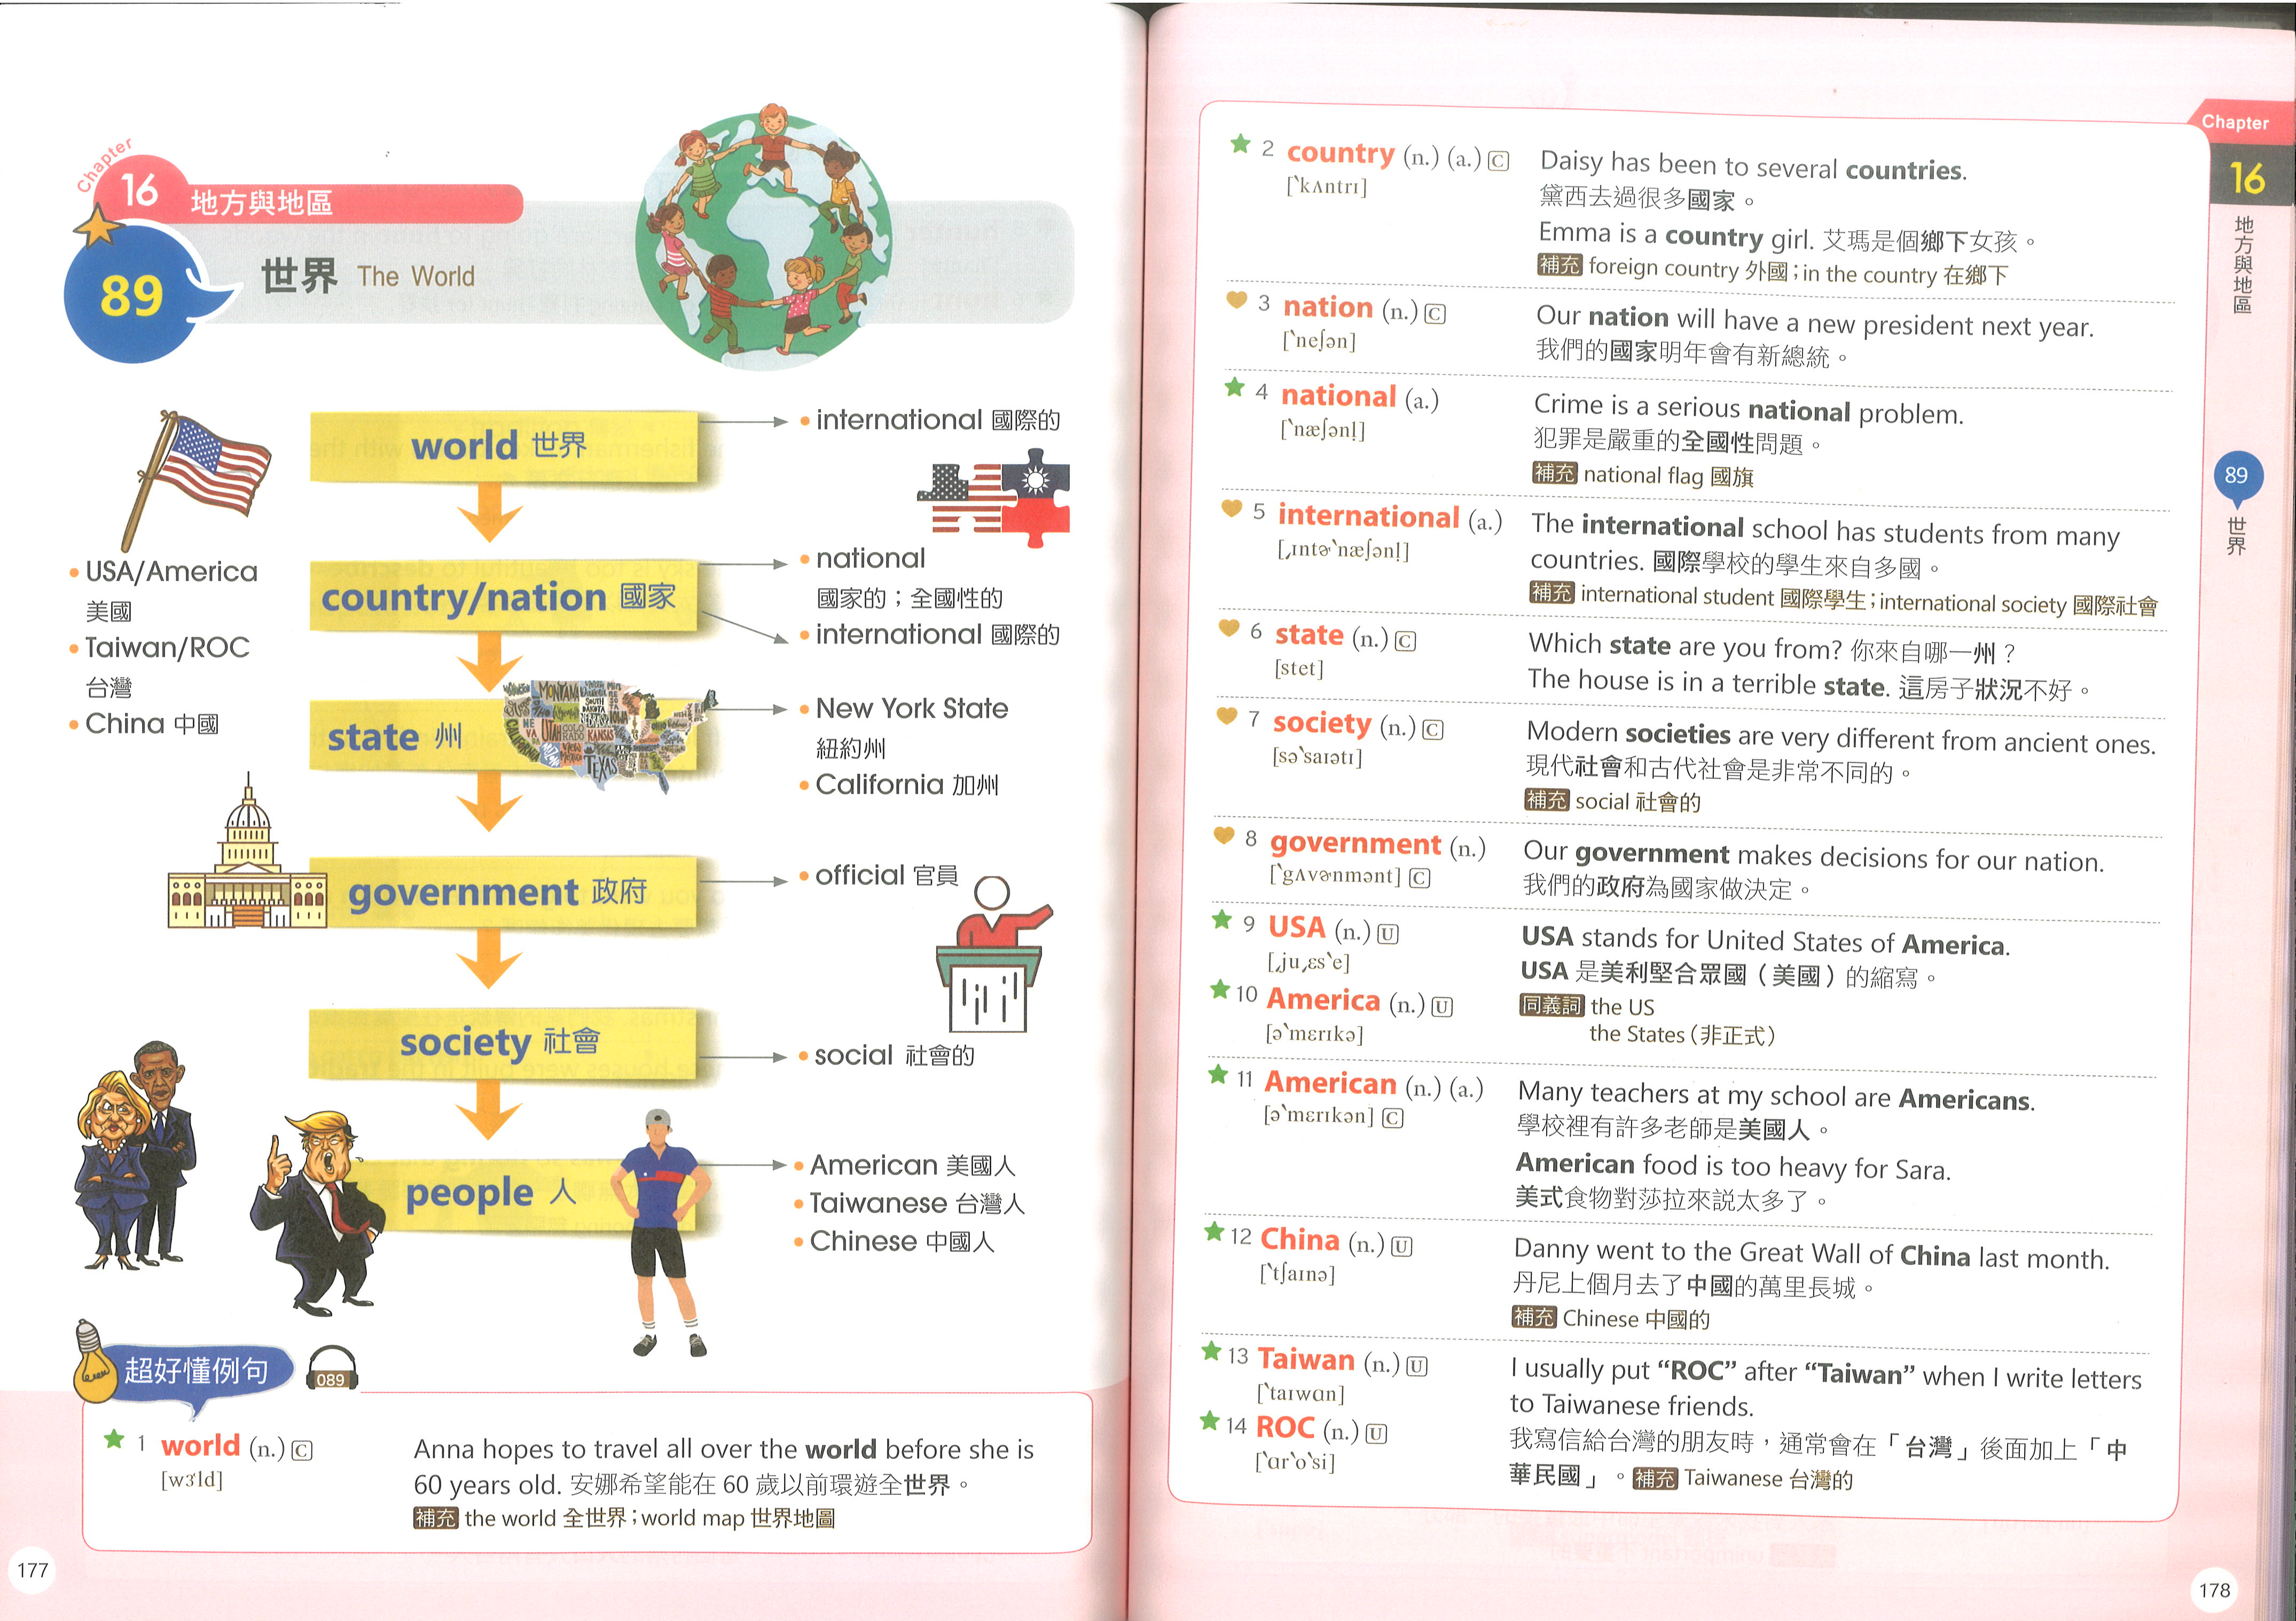 Chapter
16 地方與地區
89 世界 The World
world 世界
international 國際的
USA/America
美國
Taiwan/ROC
台灣
China 中國
country/nation 國家
national
國家的；全國性的
international 國際的
state 州
MONTANA
UTAH
KANSAS
TEXAS
New York State
紐約州
California 加州
government 政府
official 官員
society 社會
social 社會的
people 人
American 美國人
Taiwanese 台灣人
Chinese 中國人
超好懂例句
089
1 world (n.) C
[wɝld]
Anna hopes to travel all over the world before she is
60 years old. 安娜希望能在 60 歲以前環遊全世界。
補充 the world 全世界；world map 世界地圖
177
2 country (n.) (a.) C
[ˋkʌntrɪ]
Daisy has been to several countries.
黛西去過很多國家。
Emma is a country girl. 艾瑪是個鄉下女孩。
補充 foreign country 外國；in the country 在鄉下
3 nation (n.) C
[ˋneʃən]
Our nation will have a new president next year.
我們的國家明年會有新總統。
4 national (a.)
[ˋnæʃənḷ]
Crime is a serious national problem.
犯罪是嚴重的全國性問題。
補充 national flag 國旗
5 international (a.)
[͵ɪntɚˋnæʃənḷ]
The international school has students from many
countries. 國際學校的學生來自多國。
補充 international student 國際學生；international society 國際社會
6 state (n.) C
[stet]
Which state are you from? 你來自哪一州？
The house is in a terrible state. 這房子狀況不好。
7 society (n.) C
[səˋsaɪətɪ]
Modern societies are very different from ancient ones.
現代社會和古代社會是非常不同的。
補充 social 社會的
8 government (n.)
[ˋgʌvɚnmənt] C
Our government makes decisions for our nation.
我們的政府為國家做決定。
9 USA (n.) U
[͵ju͵ɛsˋe]
10 America (n.) U
[əˋmɛrɪkə]
USA stands for United States of America.
USA 是美利堅合眾國（美國）的縮寫。
同義詞 the US
the States（非正式）
11 American (n.) (a.)
[əˋmɛrɪkən] C
Many teachers at my school are Americans.
學校裡有許多老師是美國人。
American food is too heavy for Sara.
美式食物對莎拉來說太多了。
12 China (n.) U
[ˋtʃaɪnə]
Danny went to the Great Wall of China last month.
丹尼上個月去了中國的萬里長城。
補充 Chinese 中國的
13 Taiwan (n.) U
[ˋtaɪwɑn]
14 ROC (n.) U
[ˋɑrˋoˋsi]
I usually put “ROC” after “Taiwan” when I write letters
to Taiwanese friends.
我寫信給台灣的朋友時，通常會在「台灣」後面加上「中
華民國」。補充 Taiwanese 台灣的
Chapter
16
地方與地區
89
世界
178